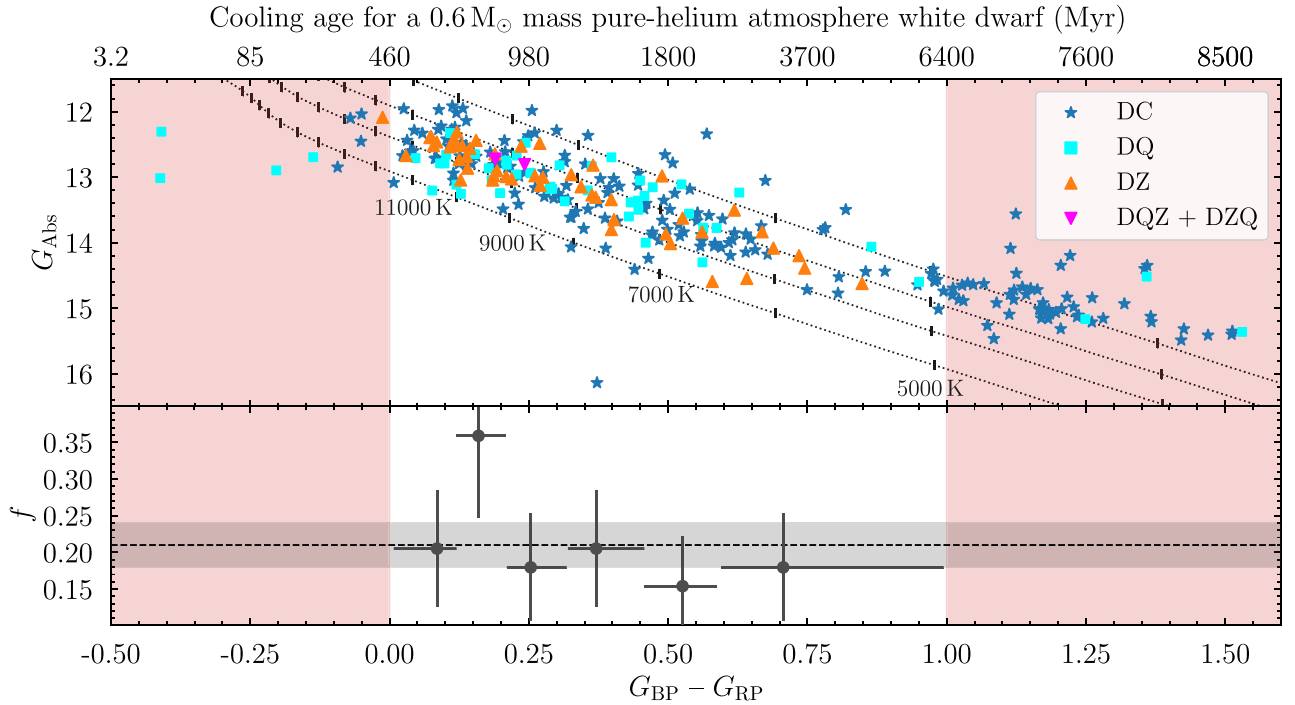 Cooling age for a 0.6 M⊙ mass pure-helium atmosphere white dwarf (Myr)
3.2 85 460 980 1800 3700 6400 7600 8500
12
13
14
15
16
G_Abs
DC
DQ
DZ
DQZ + DZQ
11000 K
9000 K
7000 K
5000 K
0.35
0.30
0.25
0.20
0.15
f
-0.50 -0.25 0.00 0.25 0.50 0.75 1.00 1.25 1.50
G_BP − G_RP